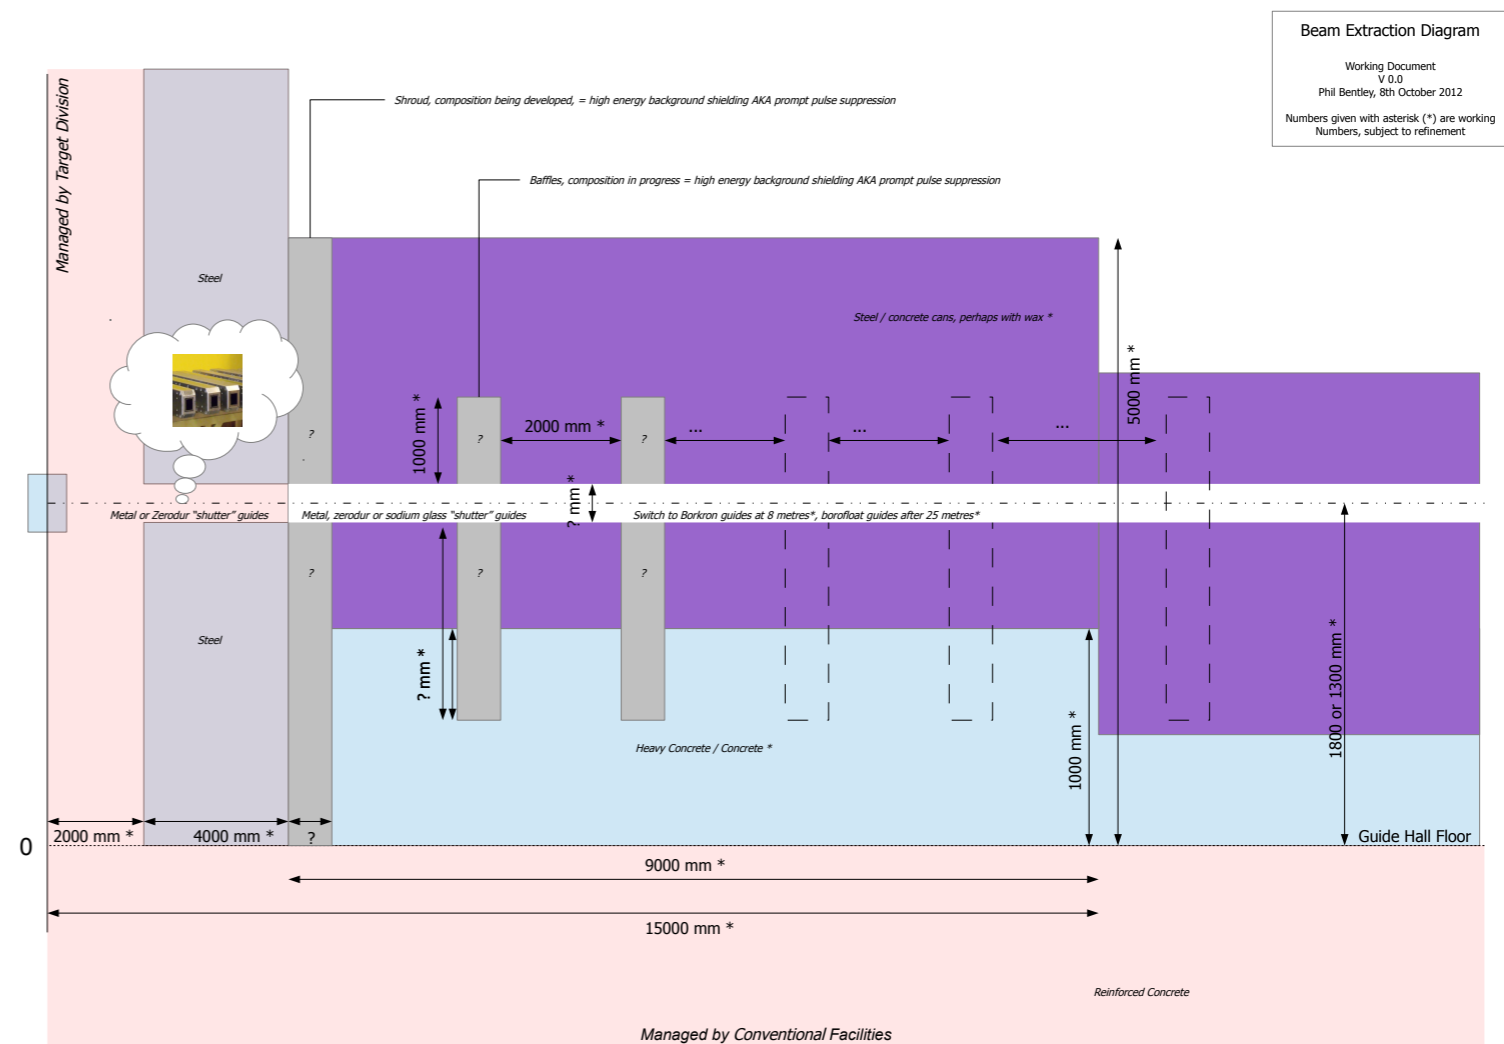 Beam Extraction Diagram
Working Document
V 0.0
Phil Bentley, 8th October 2012
Numbers given with asterisk (*) are working
Numbers, subject to refinement
Managed by Target Division
Shroud, composition being developed, = high energy background shielding AKA prompt pulse suppression
Baffles, composition in progress = high energy background shielding AKA prompt pulse suppression
Steel
Steel / concrete cans, perhaps with wax *
5000 mm *
?
1000 mm *
?
2000 mm *
?
...
...
...
? mm *
Metal or Zerodur "shutter" guides
Metal, zerodur or sodium glass "shutter" guides
Switch to Borkron guides at 8 metres*, borofloat guides after 25 metres*
?
?
?
Steel
? mm *
1800 or 1300 mm *
1000 mm *
Heavy Concrete / Concrete *
0
2000 mm *
4000 mm *
?
Guide Hall Floor
9000 mm *
15000 mm *
Reinforced Concrete
Managed by Conventional Facilities